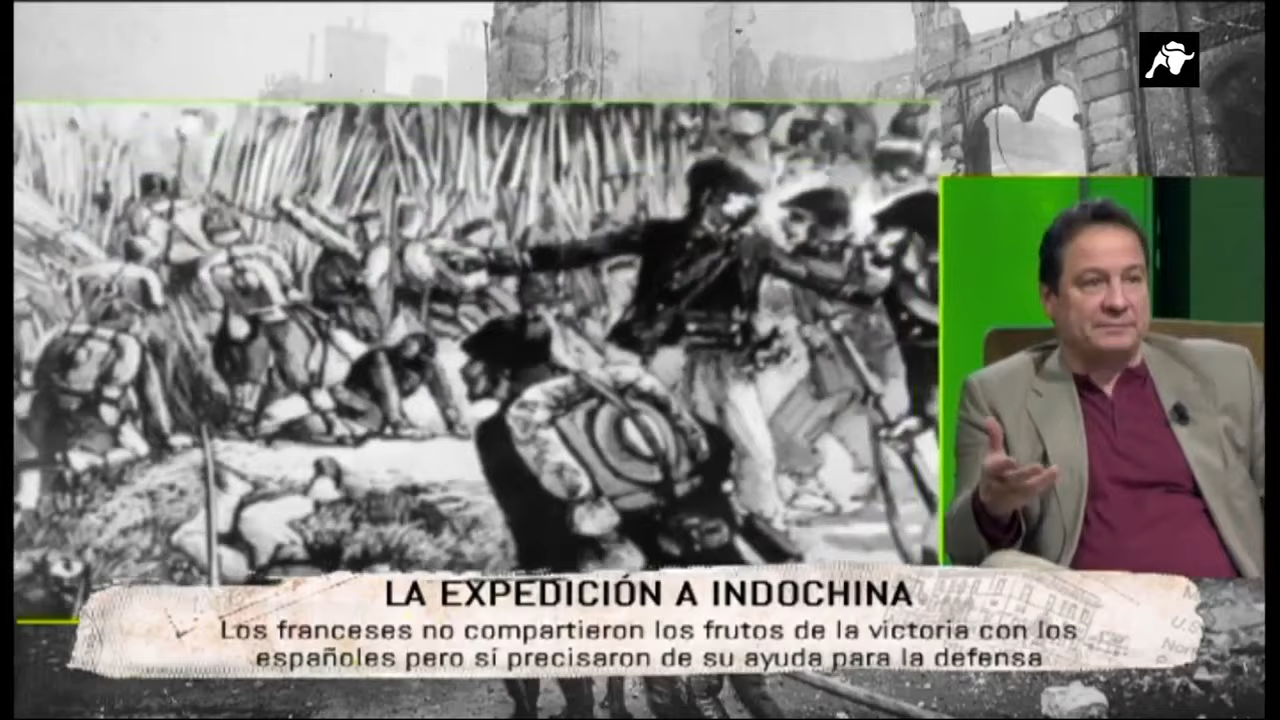 LA EXPEDICIÓN A INDOCHINA
Los franceses no compartieron los frutos de la victoria con los
españoles pero sí precisaron de su ayuda para la defensa